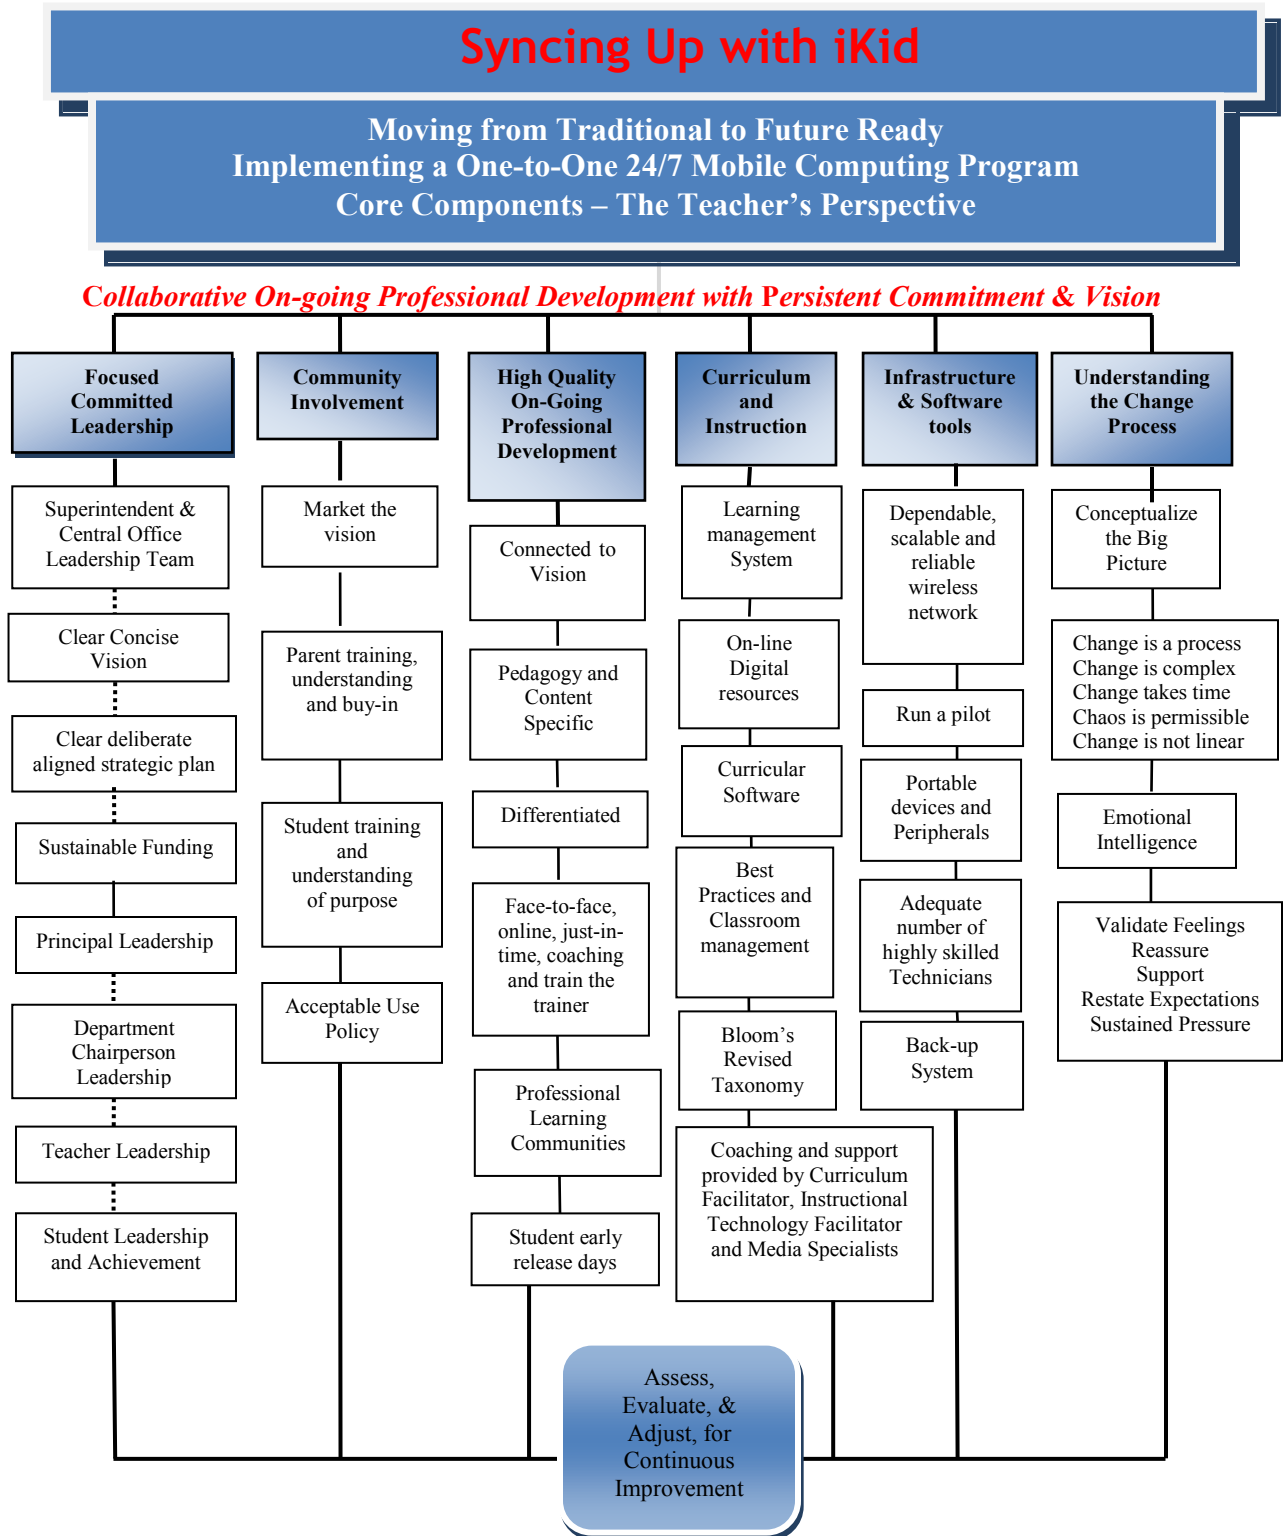 Syncing Up with iKid
Moving from Traditional to Future Ready
Implementing a One-to-One 24/7 Mobile Computing Program
Core Components – The Teacher’s Perspective
Collaborative On-going Professional Development with Persistent Commitment & Vision
Focused
Committed
Leadership
Superintendent &
Central Office
Leadership Team
Clear Concise
Vision
Clear deliberate
aligned strategic plan
Sustainable Funding
Principal Leadership
Department
Chairperson
Leadership
Teacher Leadership
Student Leadership
and Achievement
Community
Involvement
Market the
vision
Parent training,
understanding
and buy-in
Student training
and
understanding
of purpose
Acceptable Use
Policy
High Quality
On-Going
Professional
Development
Connected to
Vision
Pedagogy and
Content
Specific
Differentiated
Face-to-face,
online, just-in-
time, coaching
and train the
trainer
Professional
Learning
Communities
Student early
release days
Curriculum
and
Instruction
Learning
management
System
On-line
Digital
resources
Curricular
Software
Best
Practices and
Classroom
management
Bloom’s
Revised
Taxonomy
Coaching and support
provided by Curriculum
Facilitator, Instructional
Technology Facilitator
and Media Specialists
Infrastructure
& Software
tools
Dependable,
scalable and
reliable
wireless
network
Run a pilot
Portable
devices and
Peripherals
Adequate
number of
highly skilled
Technicians
Back-up
System
Understanding
the Change
Process
Conceptualize
the Big
Picture
Change is a process
Change is complex
Change takes time
Chaos is permissible
Change is not linear
Emotional
Intelligence
Validate Feelings
Reassure
Support
Restate Expectations
Sustained Pressure
Assess,
Evaluate, &
Adjust, for
Continuous
Improvement